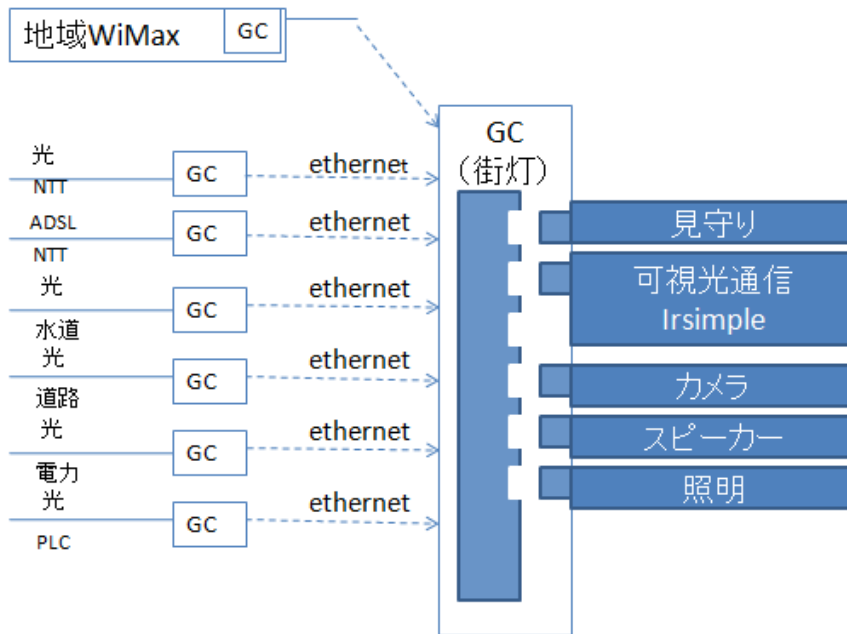 地域WiMax
GC
GC
（街灯）
光
NTT
GC
ethernet
ADSL
NTT
GC
ethernet
光
水道
GC
ethernet
光
道路
GC
ethernet
光
電力
GC
ethernet
光
PLC
GC
ethernet
見守り
可視光通信
Irsimple
カメラ
スピーカー
照明